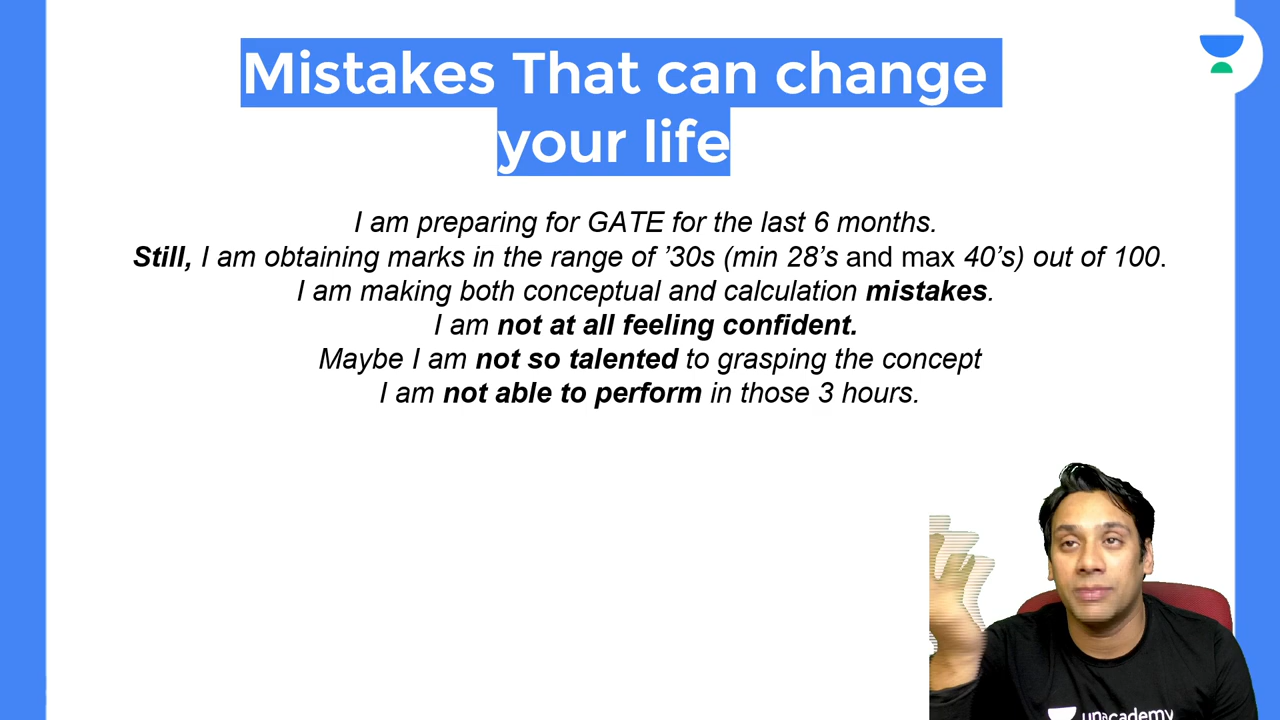 Mistakes That can change
your life
I am preparing for GATE for the last 6 months.
Still, I am obtaining marks in the range of ’30s (min 28’s and max 40’s) out of 100.
I am making both conceptual and calculation mistakes.
I am not at all feeling confident.
Maybe I am not so talented to grasping the concept
I am not able to perform in those 3 hours.
unacademy